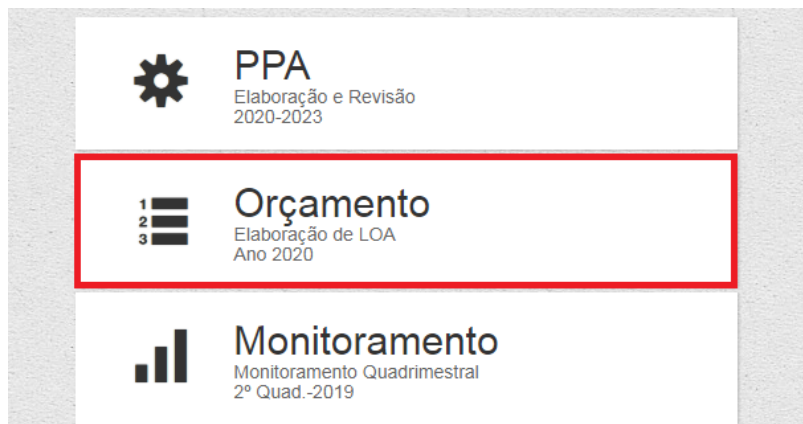 PPA
Elaboração e Revisão
2020-2023
1
2
3
Orçamento
Elaboração de LOA
Ano 2020
Monitoramento
Monitoramento Quadrimestral
2º Quad.-2019